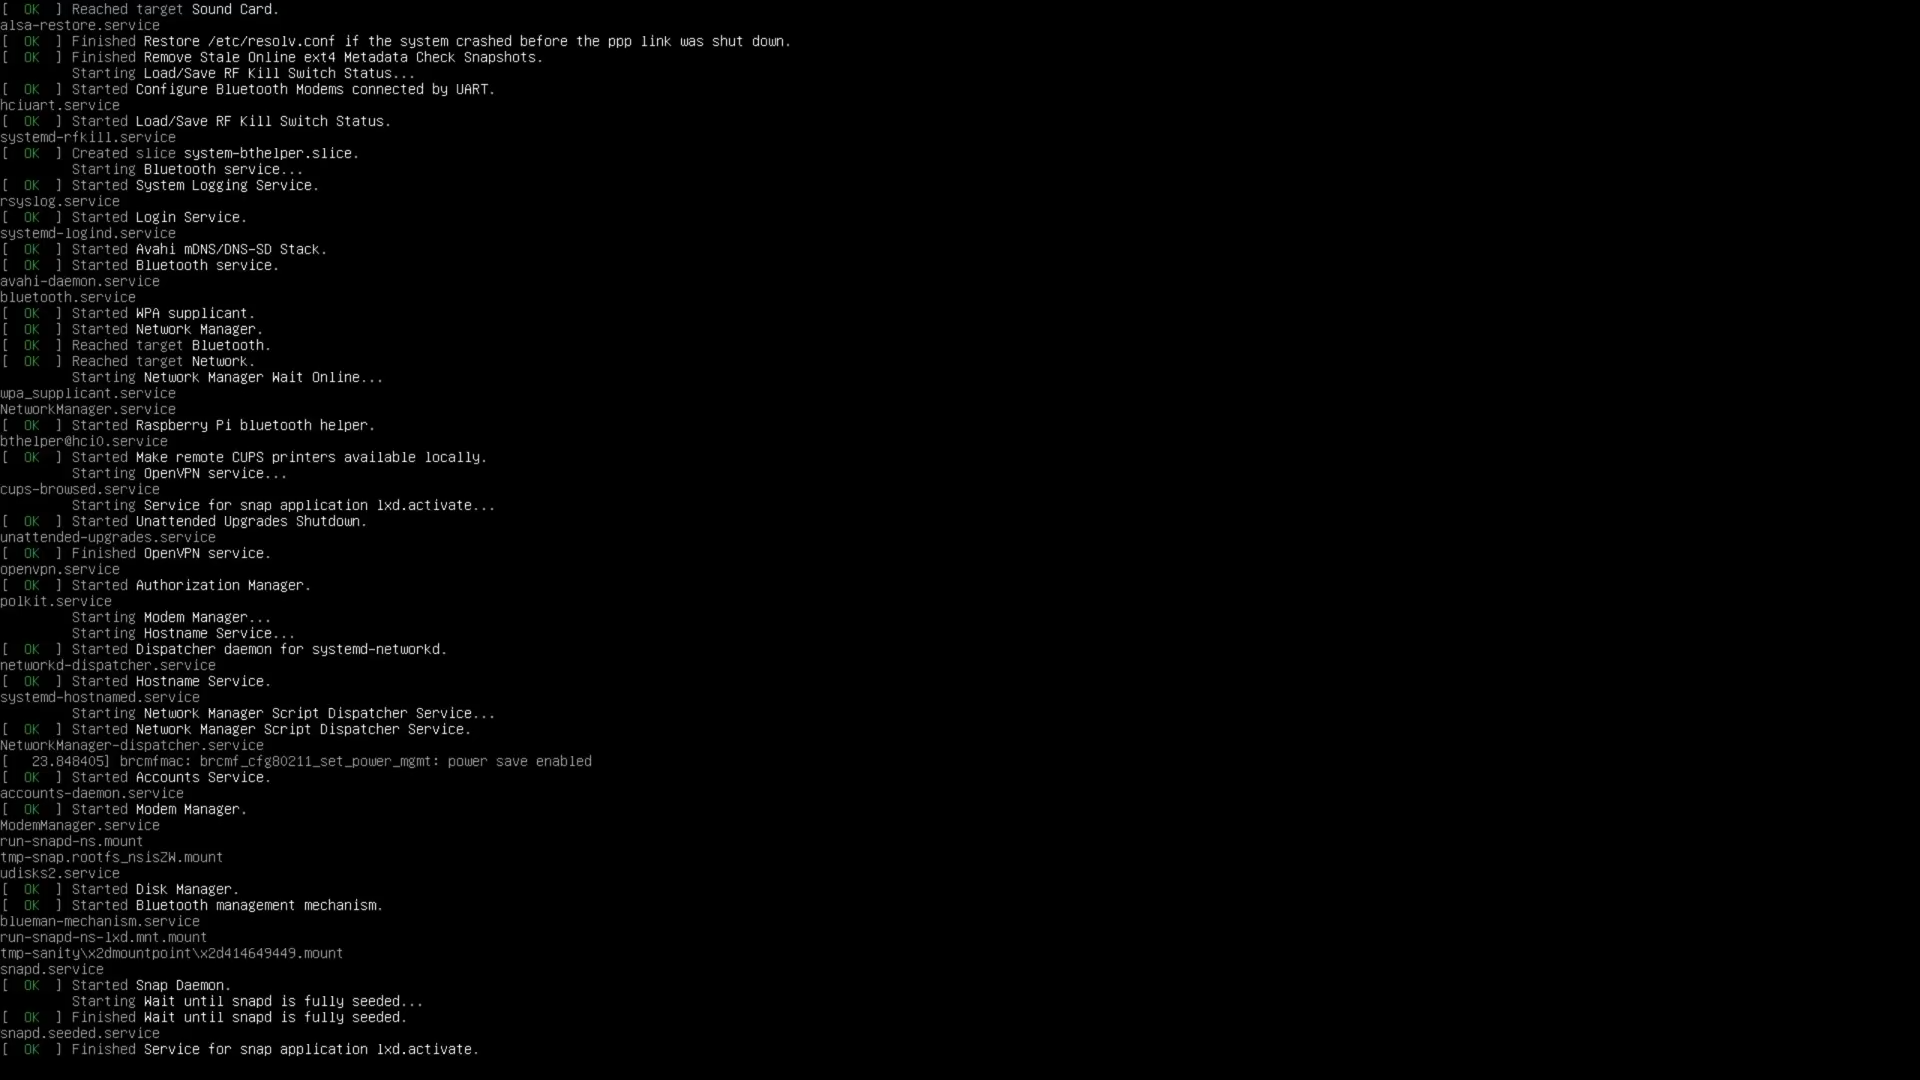 [  OK  ] Reached target Sound Card.
alsa-restore.service
[  OK  ] Finished Restore /etc/resolv.conf if the system crashed before the ppp link was shut down.
[  OK  ] Finished Remove Stale Online ext4 Metadata Check Snapshots.
         Starting Load/Save RF Kill Switch Status...
[  OK  ] Started Configure Bluetooth Modems connected by UART.
hciuart.service
[  OK  ] Started Load/Save RF Kill Switch Status.
systemd-rfkill.service
[  OK  ] Created slice system-bthelper.slice.
         Starting Bluetooth service...
[  OK  ] Started System Logging Service.
rsyslog.service
[  OK  ] Started Login Service.
systemd-logind.service
[  OK  ] Started Avahi mDNS/DNS-SD Stack.
[  OK  ] Started Bluetooth service.
avahi-daemon.service
bluetooth.service
[  OK  ] Started WPA supplicant.
[  OK  ] Started Network Manager.
[  OK  ] Reached target Bluetooth.
[  OK  ] Reached target Network.
         Starting Network Manager Wait Online...
wpa_supplicant.service
NetworkManager.service
[  OK  ] Started Raspberry Pi bluetooth helper.
bthelper@hci0.service
[  OK  ] Started Make remote CUPS printers available locally.
         Starting OpenVPN service...
cups-browsed.service
         Starting Service for snap application lxd.activate...
[  OK  ] Started Unattended Upgrades Shutdown.
unattended-upgrades.service
[  OK  ] Finished OpenVPN service.
openvpn.service
[  OK  ] Started Authorization Manager.
polkit.service
         Starting Modem Manager...
         Starting Hostname Service...
[  OK  ] Started Dispatcher daemon for systemd-networkd.
networkd-dispatcher.service
[  OK  ] Started Hostname Service.
systemd-hostnamed.service
         Starting Network Manager Script Dispatcher Service...
[  OK  ] Started Network Manager Script Dispatcher Service.
NetworkManager-dispatcher.service
[   23.848405] brcmfmac: brcmf_cfg80211_set_power_mgmt: power save enabled
[  OK  ] Started Accounts Service.
accounts-daemon.service
[  OK  ] Started Modem Manager.
ModemManager.service
run-snapd-ns.mount
tmp-snap.rootfs_nsisZW.mount
udisks2.service
[  OK  ] Started Disk Manager.
[  OK  ] Started Bluetooth management mechanism.
blueman-mechanism.service
run-snapd-ns-lxd.mnt.mount
tmp-sanity\x2dmountpoint\x2d414649449.mount
snapd.service
[  OK  ] Started Snap Daemon.
         Starting Wait until snapd is fully seeded...
[  OK  ] Finished Wait until snapd is fully seeded.
snapd.seeded.service
[  OK  ] Finished Service for snap application lxd.activate.